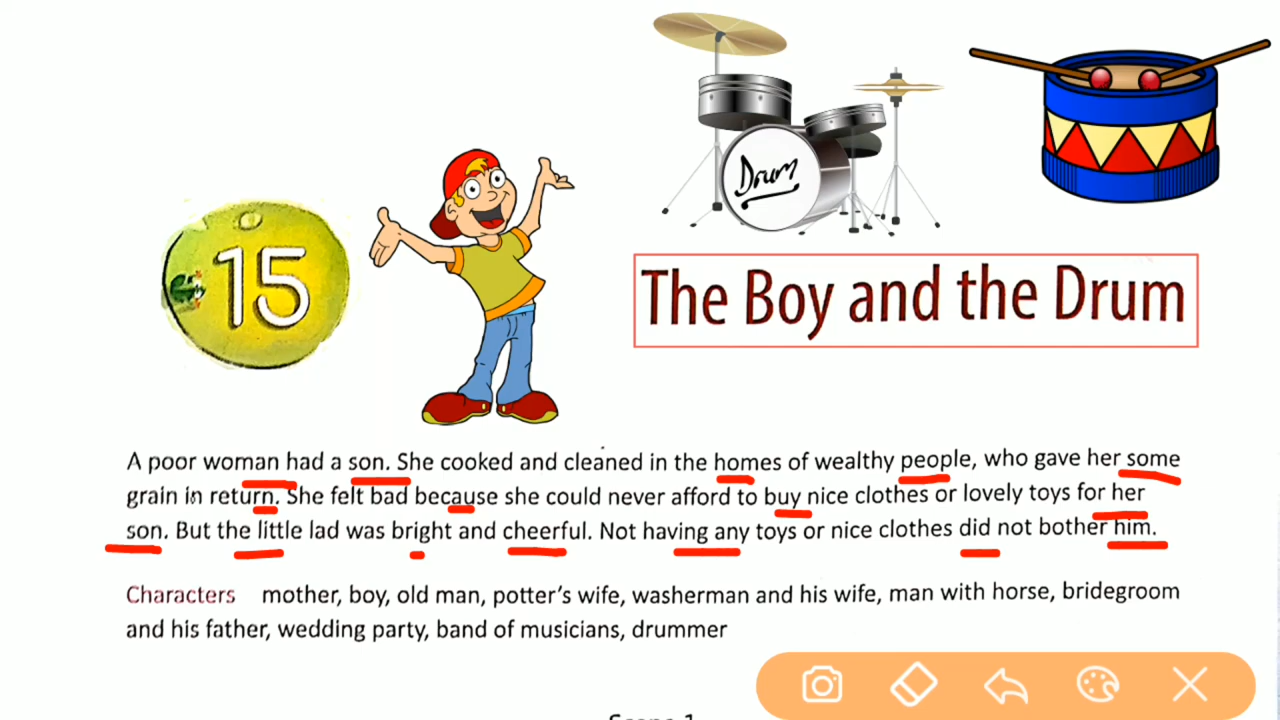 Drum
15
The Boy and the Drum
A poor woman had a son. She cooked and cleaned in the homes of wealthy people, who gave her some
grain in return. She felt bad because she could never afford to buy nice clothes or lovely toys for her
son. But the little lad was bright and cheerful. Not having any toys or nice clothes did not bother him.
Characters mother, boy, old man, potter's wife, washerman and his wife, man with horse, bridegroom
and his father, wedding party, band of musicians, drummer
Scene 1